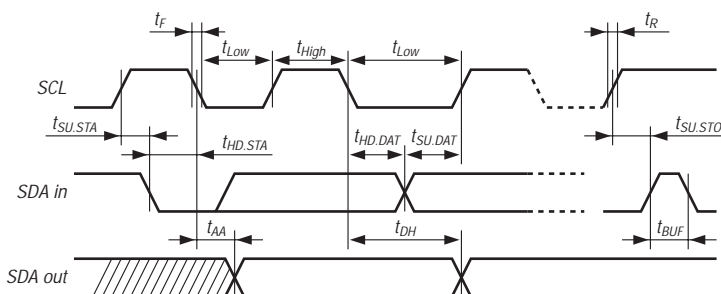 tF tR
tLow tHigh tLow
SCL
tSU.STA tHD.STA tHD.DAT tSU.DAT tSU.STO
SDA in
tAA tDH tBUF
SDA out